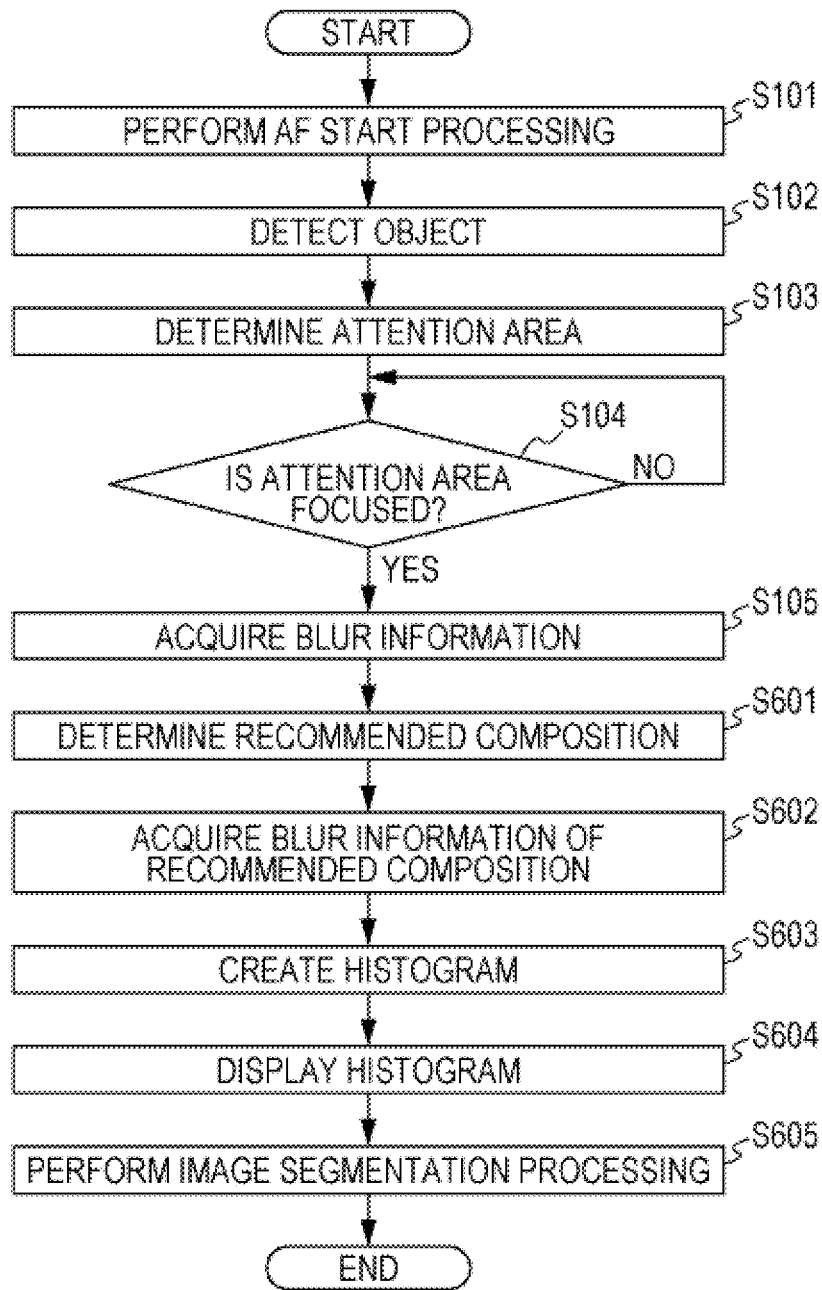 START
PERFORM AF START PROCESSING
S101
DETECT OBJECT
S102
DETERMINE ATTENTION AREA
S103
S104
IS ATTENTION AREA
FOCUSED?
NO
YES
ACQUIRE BLUR INFORMATION
S105
DETERMINE RECOMMENDED COMPOSITION
S601
ACQUIRE BLUR INFORMATION OF
RECOMMENDED COMPOSITION
S602
CREATE HISTOGRAM
S603
DISPLAY HISTOGRAM
S604
PERFORM IMAGE SEGMENTATION PROCESSING
S605
END